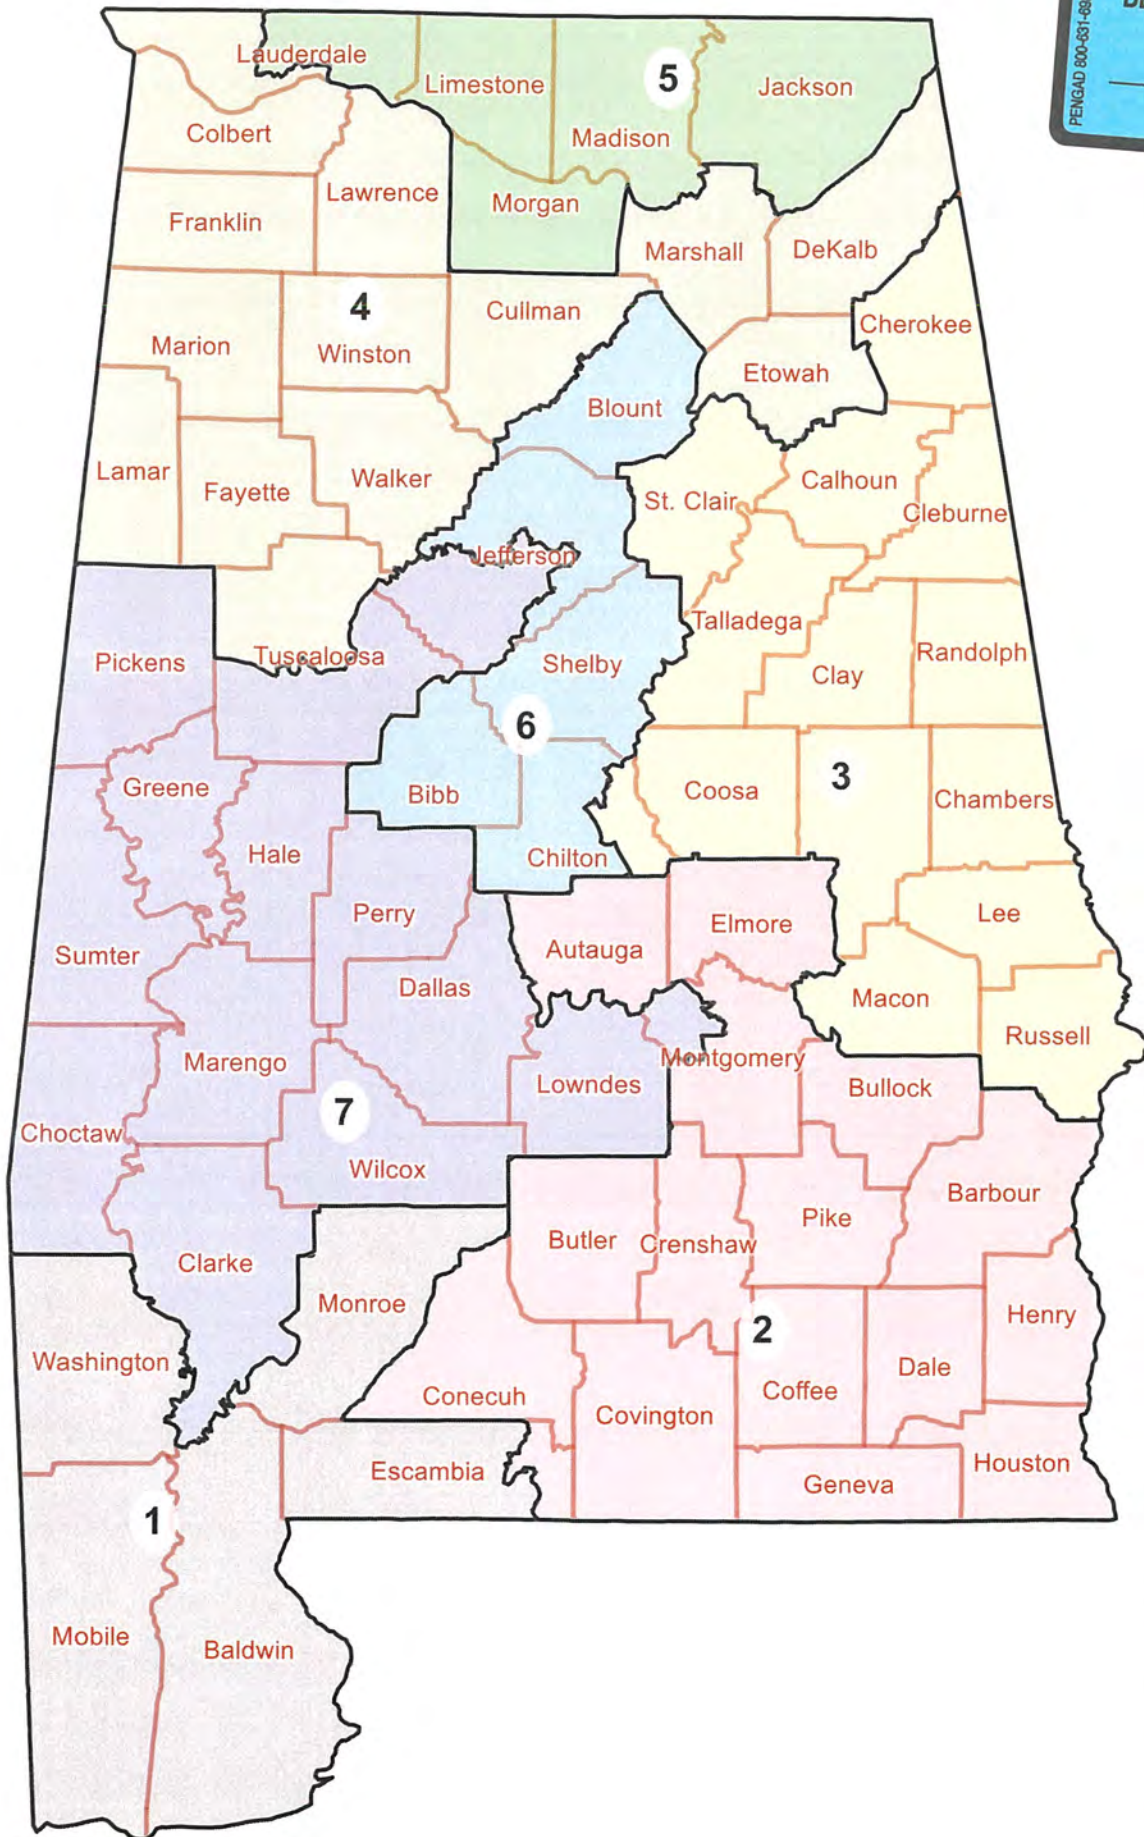 PENGAD 800-631-69
Lauderdale
Limestone
5
Jackson
Madison
Colbert
Lawrence
Morgan
Franklin
Marshall
DeKalb
4
Cullman
Cherokee
Marion
Winston
Etowah
Blount
Lamar
Fayette
Walker
St. Clair
Calhoun
Cleburne
Jefferson
Talladega
Pickens
Tuscaloosa
Shelby
Clay
Randolph
6
Greene
Bibb
Coosa
3
Chambers
Hale
Chilton
Perry
Elmore
Lee
Sumter
Dallas
Autauga
Macon
Marengo
Lowndes
Montgomery
Russell
Bullock
7
Choctaw
Wilcox
Barbour
Butler
Crenshaw
Pike
Clarke
Monroe
2
Henry
Washington
Conecuh
Covington
Coffee
Dale
Escambia
Geneva
Houston
1
Mobile
Baldwin